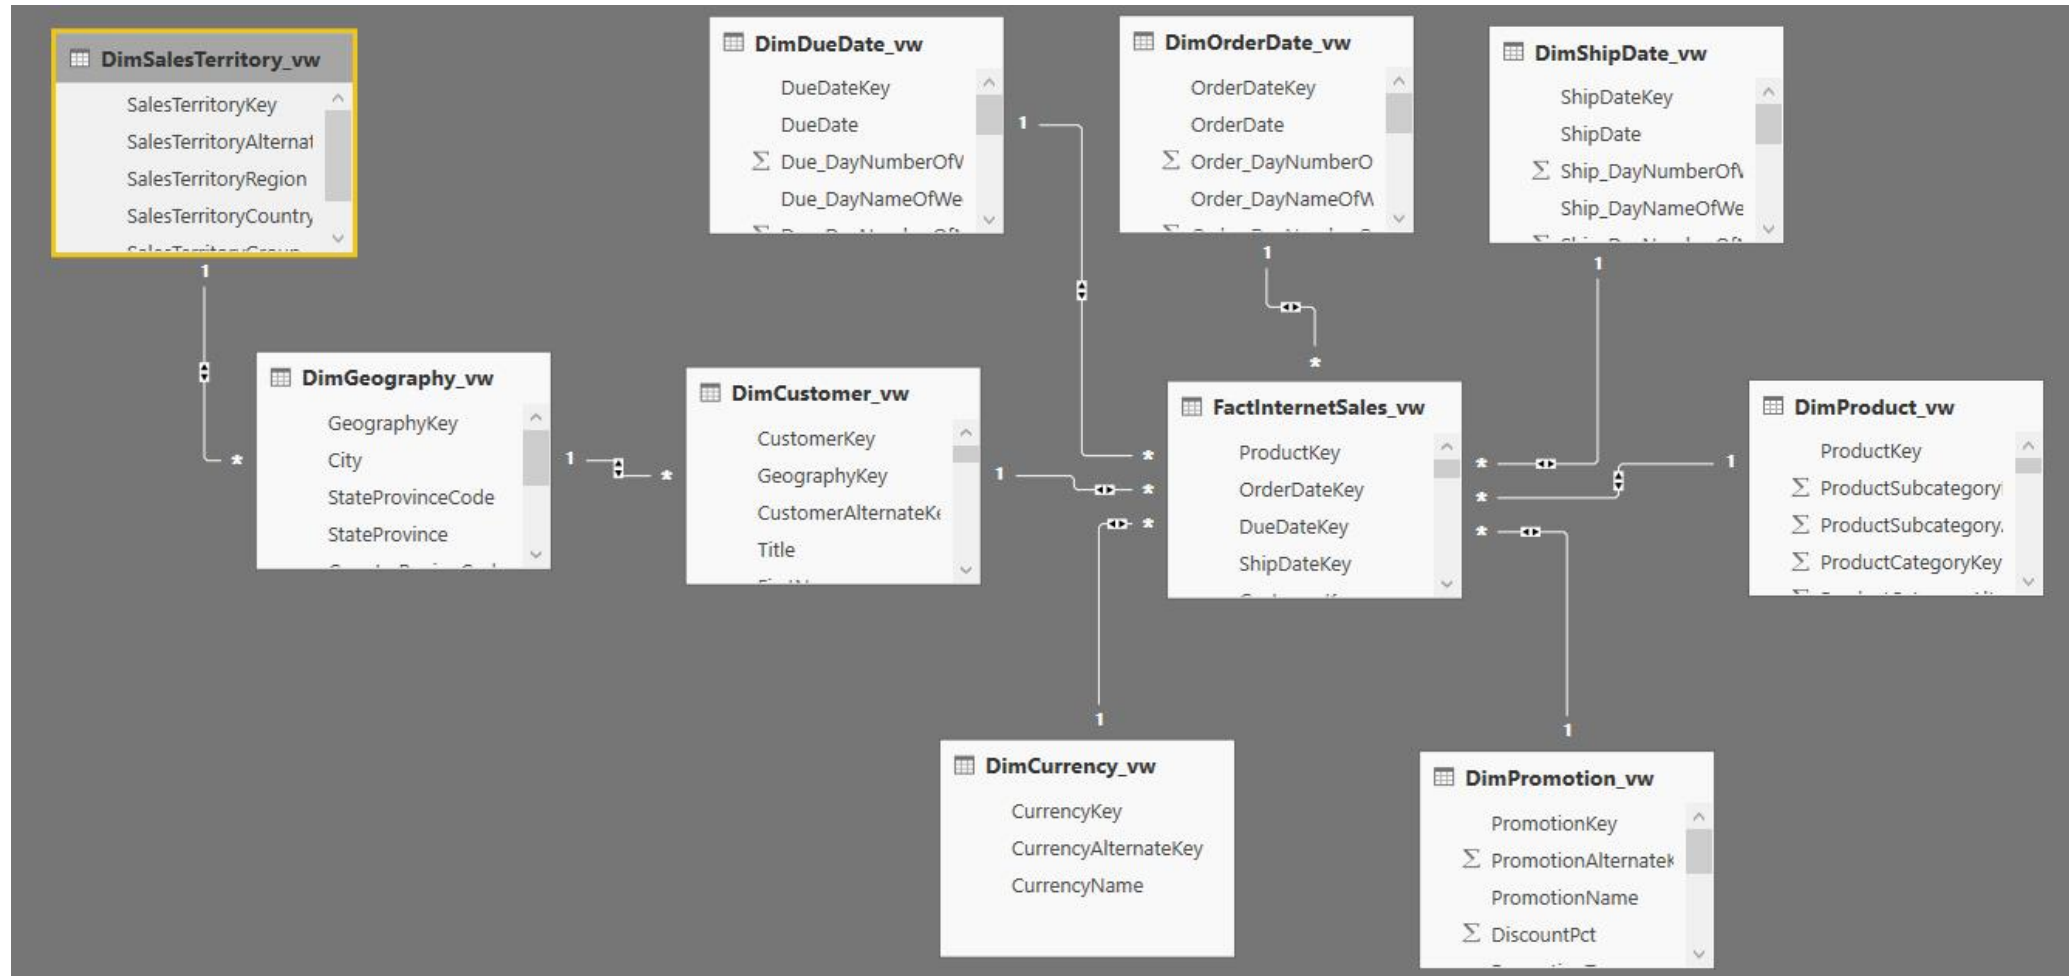 DimSalesTerritory_vw
SalesTerritoryKey
SalesTerritoryAlternat
SalesTerritoryRegion
SalesTerritoryCountry
DimDueDate_vw
DueDateKey
DueDate
Σ Due_DayNumberOfW
Due_DayNameOfWe
DimOrderDate_vw
OrderDateKey
OrderDate
Σ Order_DayNumberO
Order_DayNameOfW
DimShipDate_vw
ShipDateKey
ShipDate
Σ Ship_DayNumberOf
Ship_DayNameOfWe
1
1
1
1
*
DimGeography_vw
GeographyKey
City
StateProvinceCode
StateProvince
*
1
*
DimCustomer_vw
CustomerKey
GeographyKey
CustomerAlternateKe
Title
1
*
*
*
FactInternetSales_vw
ProductKey
OrderDateKey
DueDateKey
ShipDateKey
*
*
*
1
DimProduct_vw
ProductKey
Σ ProductSubcategory
Σ ProductSubcategory.
Σ ProductCategoryKey
1
DimCurrency_vw
CurrencyKey
CurrencyAlternateKey
CurrencyName
1
DimPromotion_vw
PromotionKey
Σ PromotionAlternateK
PromotionName
Σ DiscountPct